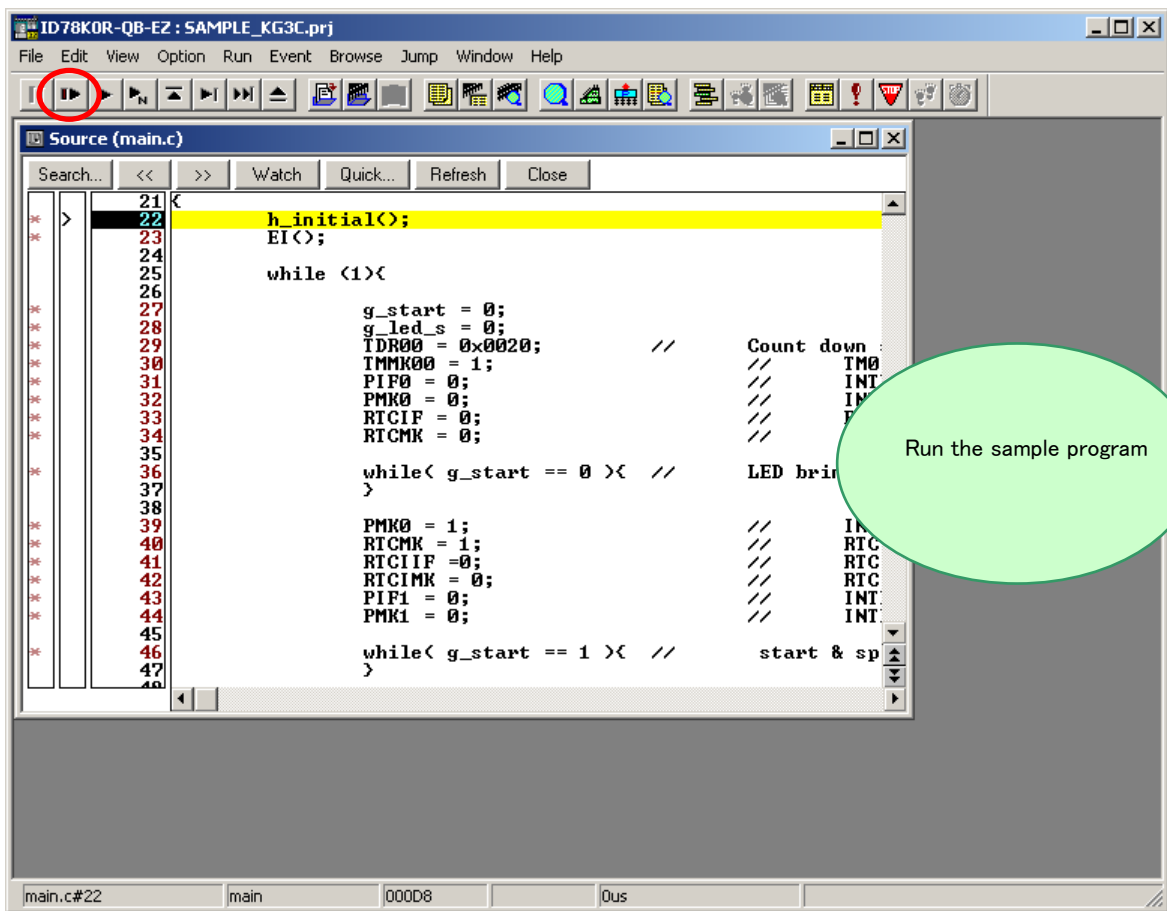 ID78K0R-QB-EZ : SAMPLE_KG3C.prj
File Edit View Option Run Event Browse Jump Window Help
N
STOP
Source (main.c)
Search... << >> Watch Quick... Refresh Close
21 {
* > 22 h_initial();
* 23 EI();
24
25 while (1){
26
* 27 g_start = 0;
* 28 g_led_s = 0;
* 29 TDR00 = 0x0020; // Count down
* 30 TMMK00 = 1; // TM0
* 31 PIF0 = 0; // INT
* 32 PMK0 = 0; //
* 33 RTCIF = 0; //
* 34 RTCMK = 0; //
35
* 36 while( g_start == 0 ){ // LED
37 }
38
* 39 PMK0 = 1; //
* 40 RTCMK = 1; // RTC
* 41 RTCIIF =0; // RTC
* 42 RTCIMK = 0; // RTC
* 43 PIF1 = 0; // INT
* 44 PMK1 = 0; // INT
45
* 46 while( g_start == 1 ){ // start & sp
47 }
Run the sample program
main.c#22 main 000D8 0us